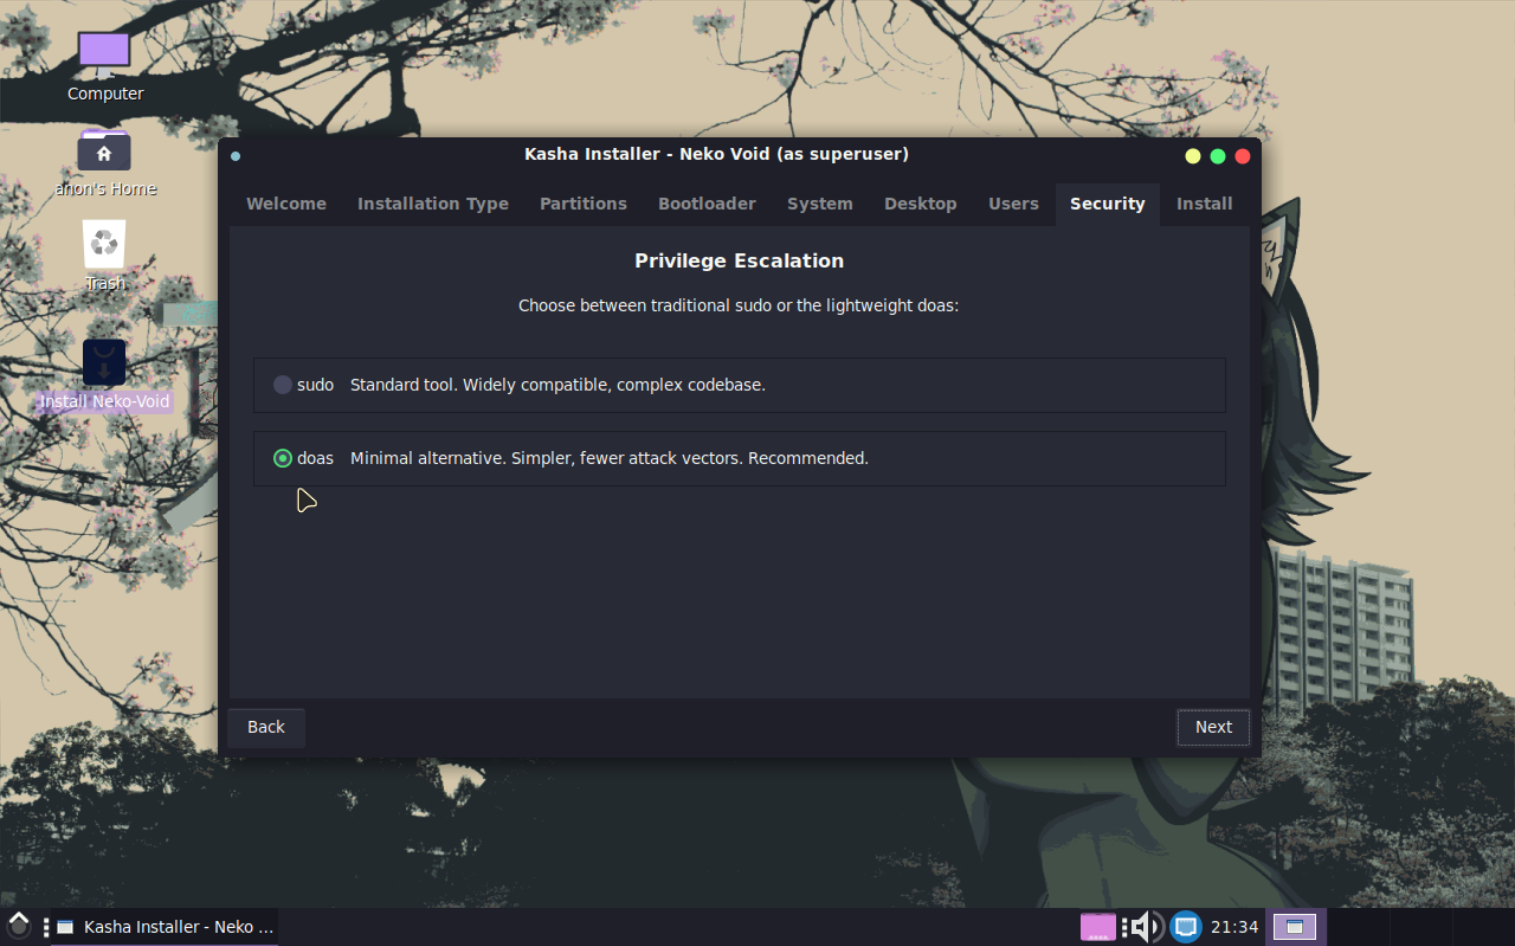 Computer
anon's Home
Trash
Install Neko-Void
Kasha Installer - Neko Void (as superuser)
Welcome Installation Type Partitions Bootloader System Desktop Users Security Install
Privilege Escalation
Choose between traditional sudo or the lightweight doas:
sudo Standard tool. Widely compatible, complex codebase.
doas Minimal alternative. Simpler, fewer attack vectors. Recommended.
Back Next
Kasha Installer - Neko ... 21:34